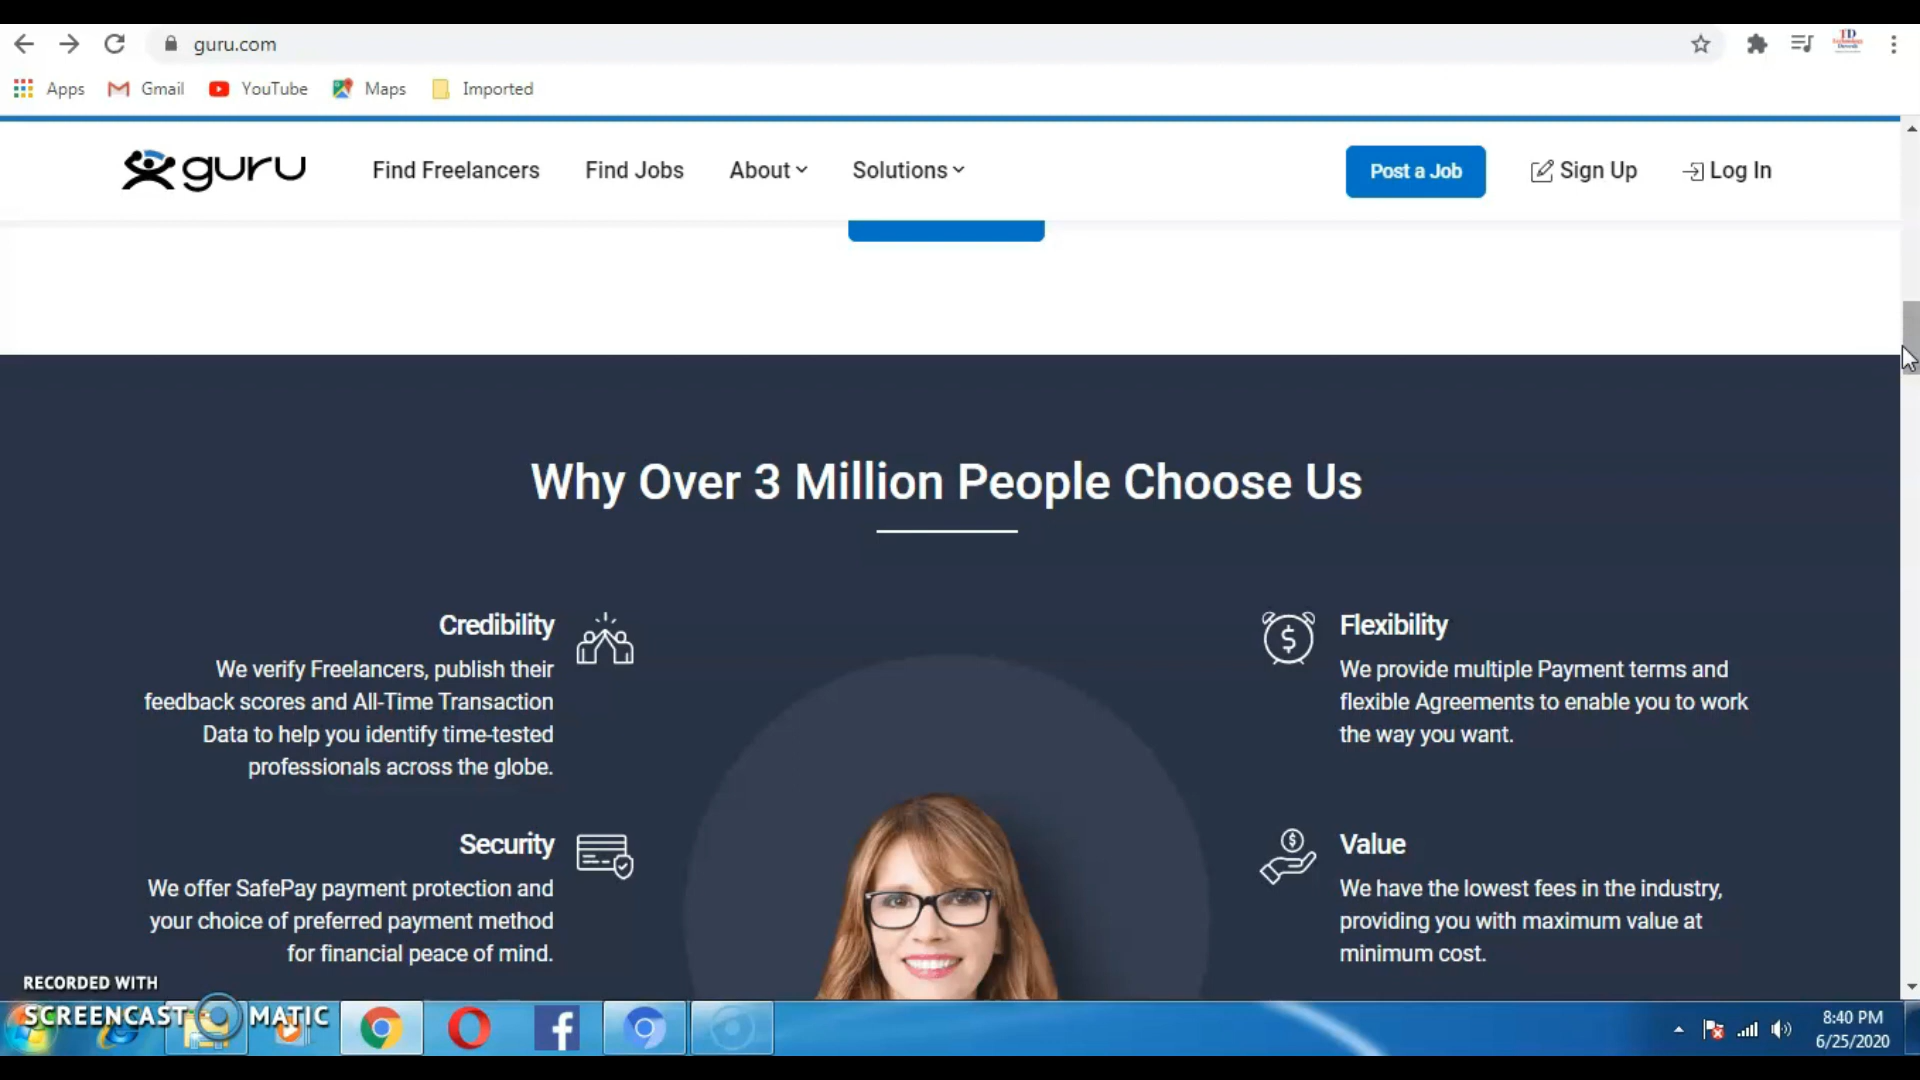 guru.com
TD
Apps
Gmail
YouTube
Maps
Imported
guru
Find Freelancers
Find Jobs
About
Solutions
Post a Job
Sign Up
Log In
Why Over 3 Million People Choose Us
Credibility
We verify Freelancers, publish their
feedback scores and All-Time Transaction
Data to help you identify time-tested
professionals across the globe.
Flexibility
We provide multiple Payment terms and
flexible Agreements to enable you to work
the way you want.
Security
We offer SafePay payment protection and
your choice of preferred payment method
for financial peace of mind.
Value
We have the lowest fees in the industry,
providing you with maximum value at
minimum cost.
RECORDED WITH
SCREENCAST MATIC
8:40 PM
6/25/2020